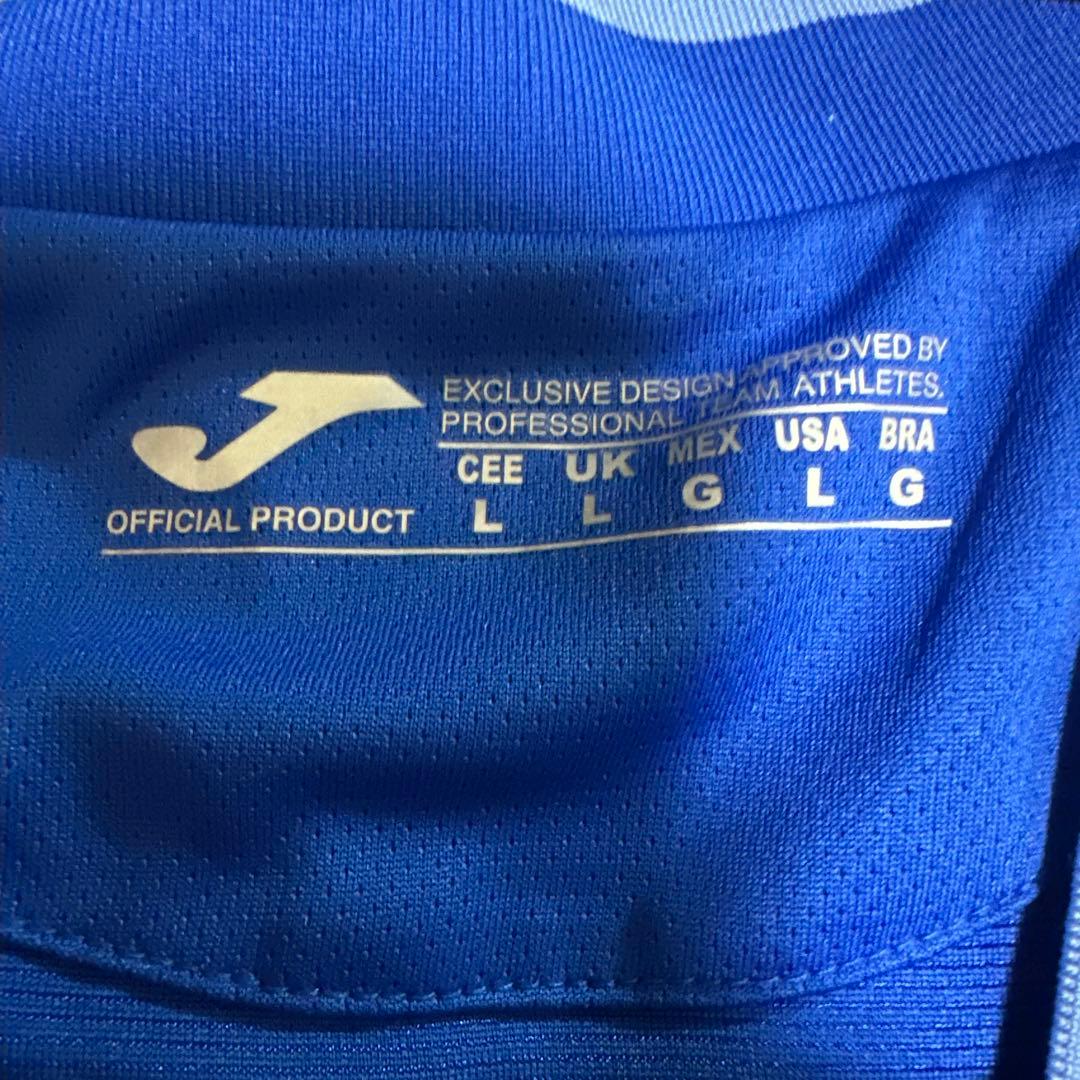 EXCLUSIVE DESIGN APPROVED BY
PROFESSIONAL TEAM ATHLETES.
CEE UK MEX USA BRA
L L G L G
OFFICIAL PRODUCT